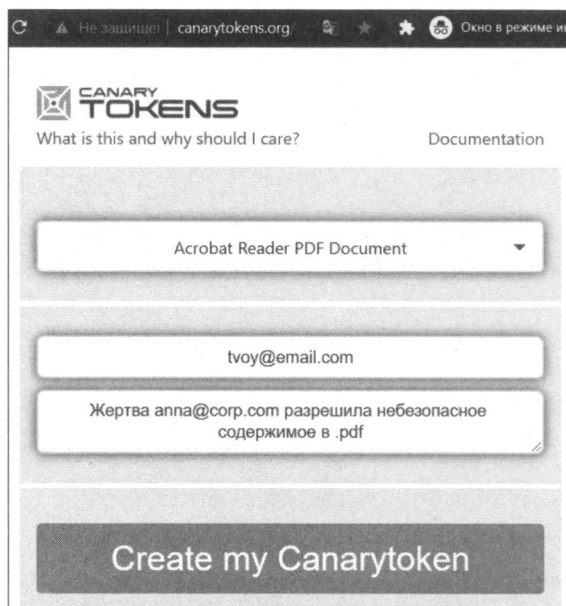 Не защищен | canarytokens.org/... Окно в режиме
CANARY
TOKENS
What is this and why should I care? Documentation
Acrobat Reader PDF Document
tvoy@email.com
Жертва anna@corp.com разрешила небезопасное
содержимое в .pdf
Create my Canarytoken